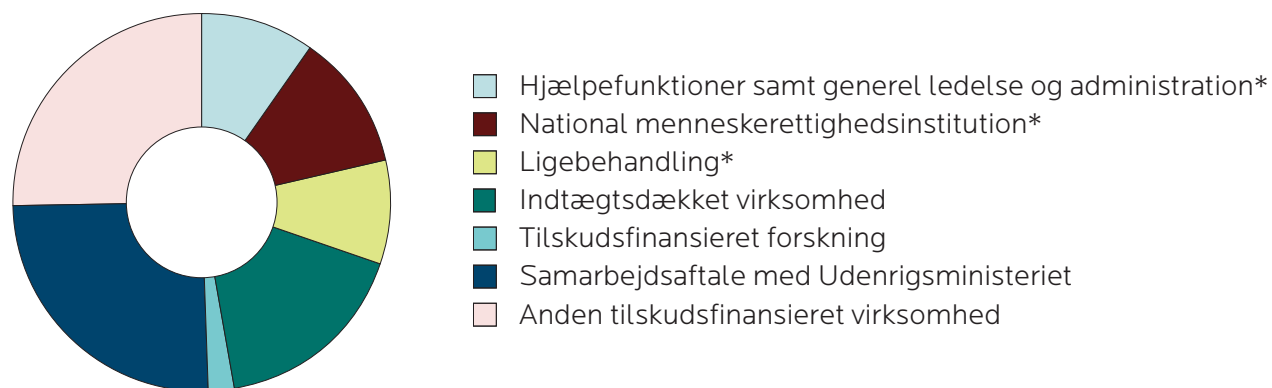 Hjælpefunktioner samt generel ledelse og administration*
National menneskerettighedsinstitution*
Ligebehandling*
Indtægtsdækket virksomhed
Tilskudsfinansieret forskning
Samarbejdsaftale med Udenrigsministeriet
Anden tilskudsfinansieret virksomhed